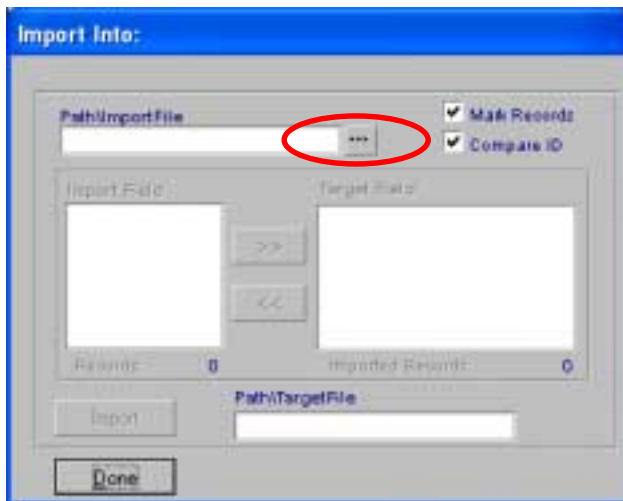 Import Into:
Path\ImportFile
...
Mark Records
Compare ID
Import Field
Target Field
>>
<<
Records
0
Imported Records
0
Import
Path\TargetFile
Done